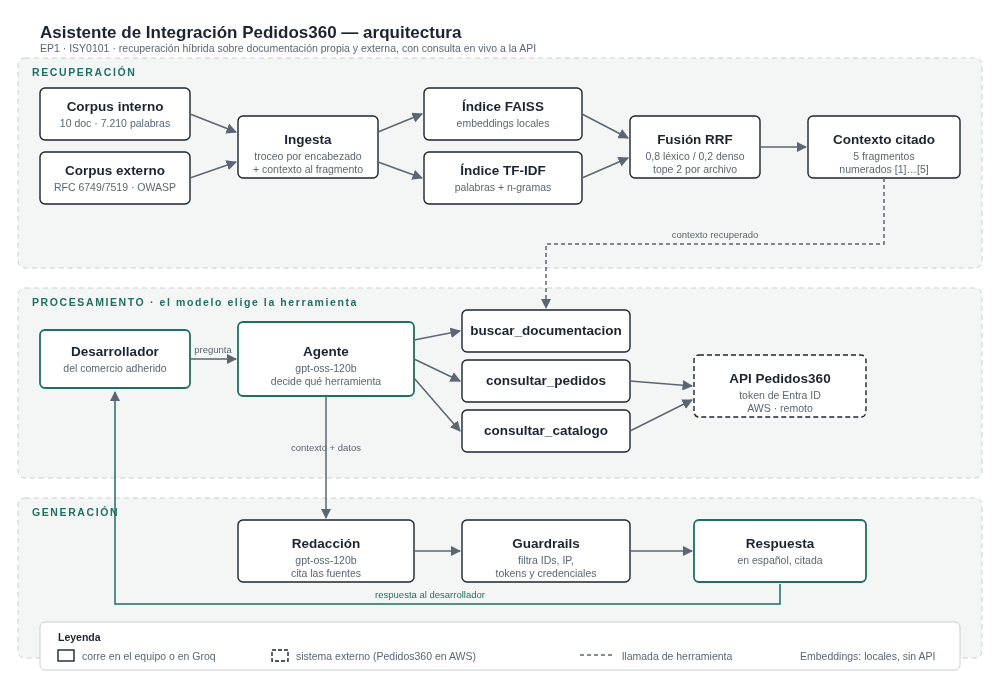 Asistente de Integración Pedidos360 — arquitectura
EP1 · ISY0101 · recuperación híbrida sobre documentación propia y externa, con consulta en vivo a la API
RECUPERACIÓN
Corpus interno
10 doc · 7.210 palabras
Corpus externo
RFC 6749/7519 · OWASP
Ingesta
troceo por encabezado
+ contexto al fragmento
Índice FAISS
embeddings locales
Índice TF-IDF
palabras + n-gramas
Fusión RRF
0,8 léxico / 0,2 denso
tope 2 por archivo
Contexto citado
5 fragmentos
numerados [1]…[5]
contexto recuperado
PROCESAMIENTO · el modelo elige la herramienta
Desarrollador
del comercio adherido
pregunta
Agente
gpt-oss-120b
decide qué herramienta
buscar_documentacion
consultar_pedidos
consultar_catalogo
API Pedidos360
token de Entra ID
AWS · remoto
contexto + datos
GENERACIÓN
Redacción
gpt-oss-120b
cita las fuentes
Guardrails
filtra IDs, IP,
tokens y credenciales
Respuesta
en español, citada
respuesta al desarrollador
Leyenda
corre en el equipo o en Groq
sistema externo (Pedidos360 en AWS)
llamada de herramienta
Embeddings: locales, sin API